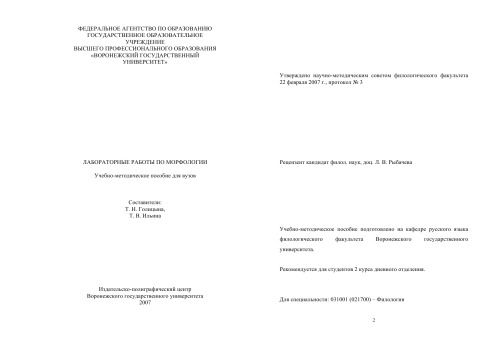 ФЕДЕРАЛЬНОЕ АГЕНТСТВО ПО ОБРАЗОВАНИЮ
ГОСУДАРСТВЕННОЕ ОБРАЗОВАТЕЛЬНОЕ
УЧРЕЖДЕНИЕ
ВЫСШЕГО ПРОФЕССИОНАЛЬНОГО ОБРАЗОВАНИЯ
«ВОРОНЕЖСКИЙ ГОСУДАРСТВЕННЫЙ
УНИВЕРСИТЕТ»
ЛАБОРАТОРНЫЕ РАБОТЫ ПО МОРФОЛОГИИ
Учебно-методическое пособие для вузов
Составители:
Т. Н. Голицына,
Т. В. Ильина
Издательско-полиграфический центр
Воронежского государственного университета
2007
Утверждено научно-методическим советом филологического факультета
22 февраля 2007 г., протокол № 3
Рецензент кандидат филол. наук, доц. Л. В. Рыбачева
Учебно-методическое пособие подготовлено на кафедре русского языка
филологического факультета Воронежского государственного
университета.
Рекомендуется для студентов 2 курса дневного отделения.
Для специальности: 031001 (021700) – Филология
2